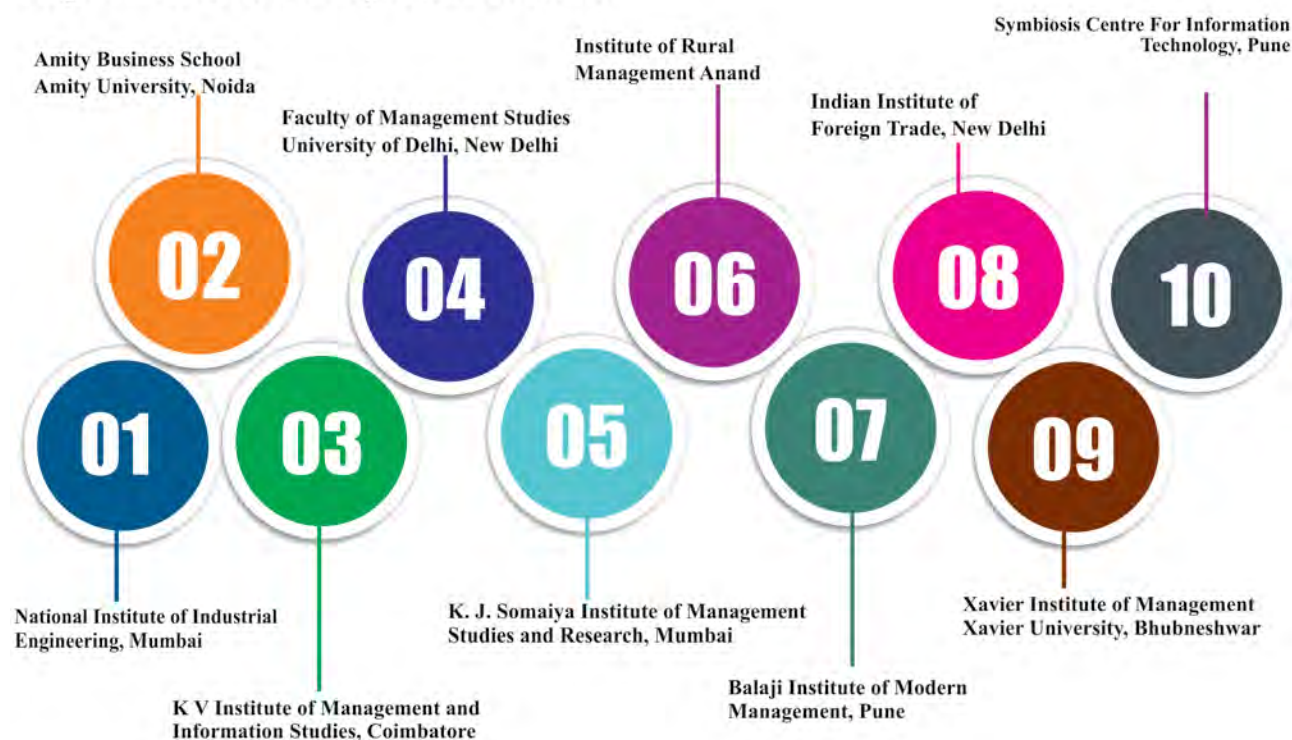 Symbiosis Centre For Information
Technology, Pune
Amity Business School
Amity University, Noida
Institute of Rural
Management Anand
Indian Institute of
Foreign Trade, New Delhi
Faculty of Management Studies
University of Delhi, New Delhi
02
04
06
08
10
01
03
05
07
09
National Institute of Industrial
Engineering, Mumbai
K. J. Somaiya Institute of Management
Studies and Research, Mumbai
Xavier Institute of Management
Xavier University, Bhubneshwar
K V Institute of Management and
Information Studies, Coimbatore
Balaji Institute of Modern
Management, Pune